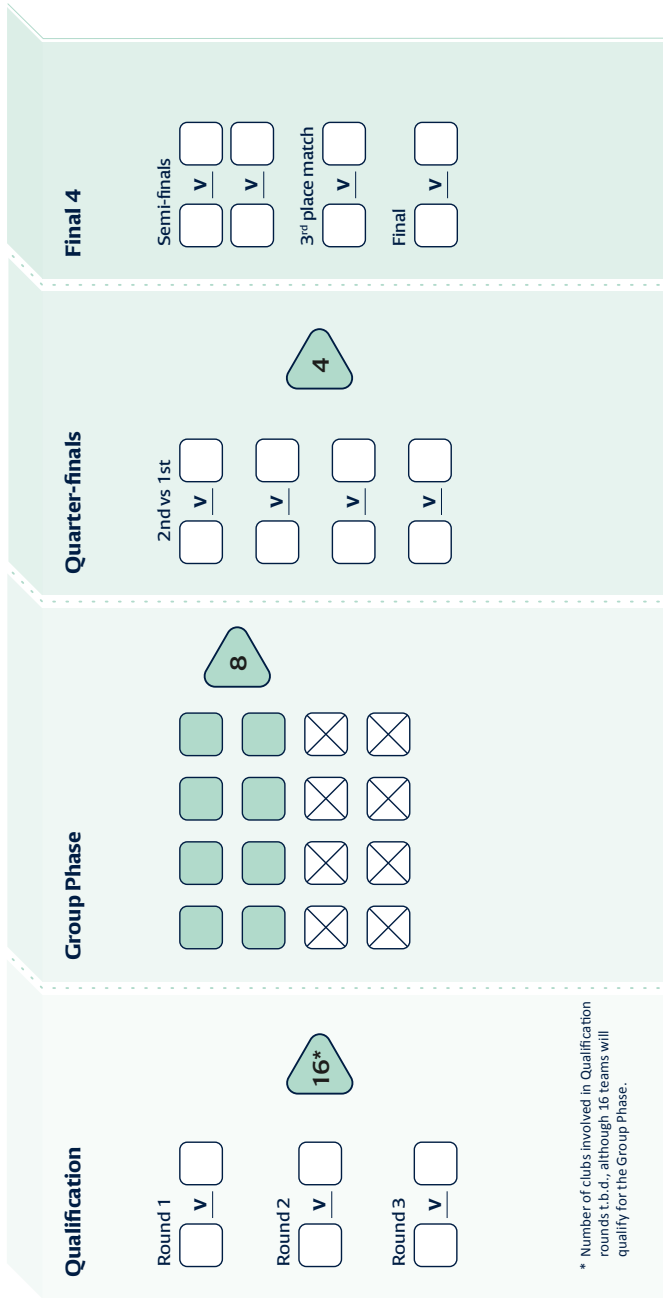 Qualification
Round 1
v
Round 2
v
Round 3
v
16*
* Number of clubs involved in Qualification
rounds t.b.d., although 16 teams will
qualify for the Group Phase.
Group Phase
8
Quarter-finals
2nd vs 1st
v
v
v
v
4
Final 4
Semi-finals
v
v
3rd place match
v
Final
v